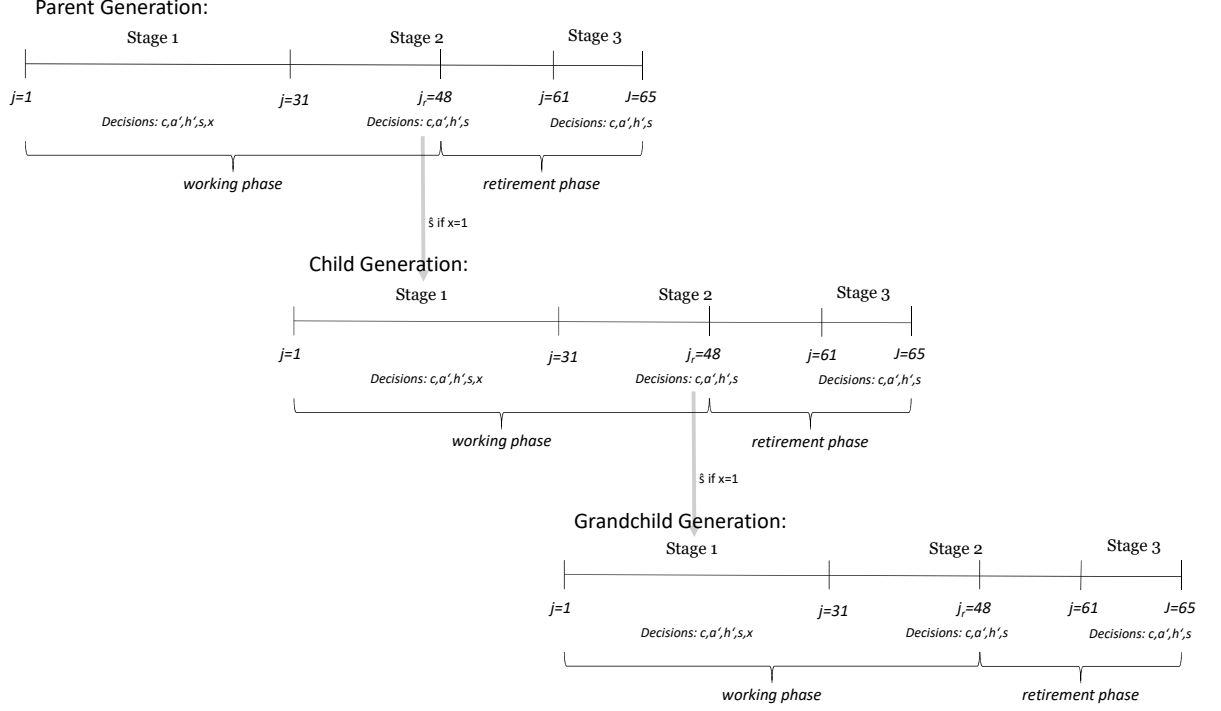 Parent Generation:
Stage 1 Stage 2 Stage 3
j=1 j=31 jᵣ=48 j=61 J=65
Decisions: c,a‘,h‘,s,x Decisions: c,a‘,h‘,s Decisions: c,a‘,h‘,s
working phase retirement phase
ŝ if x=1
Child Generation:
Stage 1 Stage 2 Stage 3
j=1 j=31 jᵣ=48 j=61 J=65
Decisions: c,a‘,h‘,s,x Decisions: c,a‘,h‘,s Decisions: c,a‘,h‘,s
working phase retirement phase
ŝ if x=1
Grandchild Generation:
Stage 1 Stage 2 Stage 3
j=1 j=31 jᵣ=48 j=61 J=65
Decisions: c,a‘,h‘,s,x Decisions: c,a‘,h‘,s Decisions: c,a‘,h‘,s
working phase retirement phase